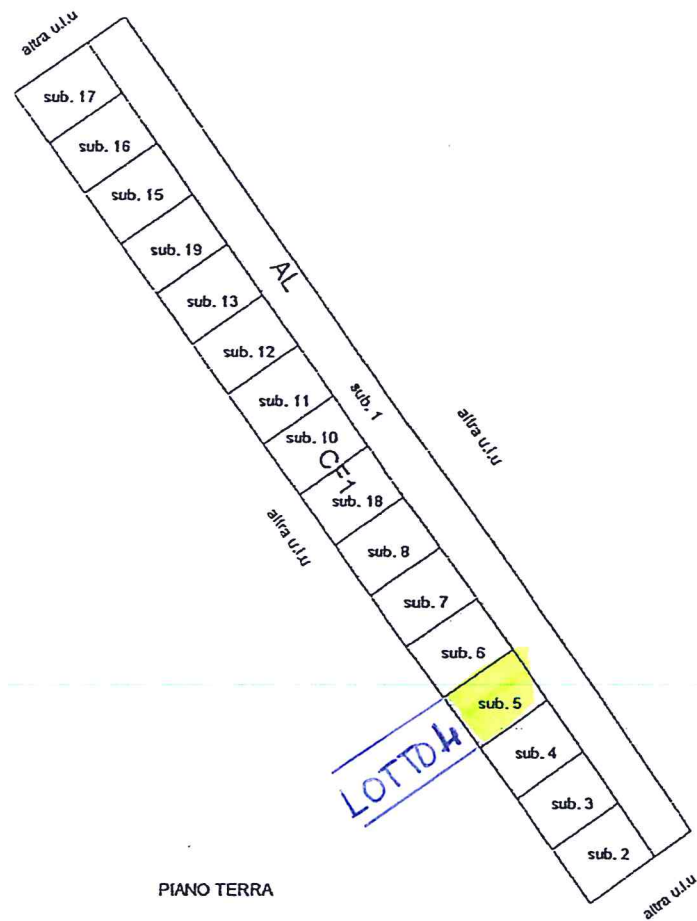 altra u.i.u
sub. 17
sub. 16
sub. 15
sub. 19
sub. 13
sub. 12
sub. 11
sub. 10
sub. 18
sub. 8
sub. 7
sub. 6
sub. 5
sub. 4
sub. 3
sub. 2
AL
sub. 1
CF1
altra u.i.u
altra u.i.u
LOTTO 4
PIANO TERRA
altra u.i.u